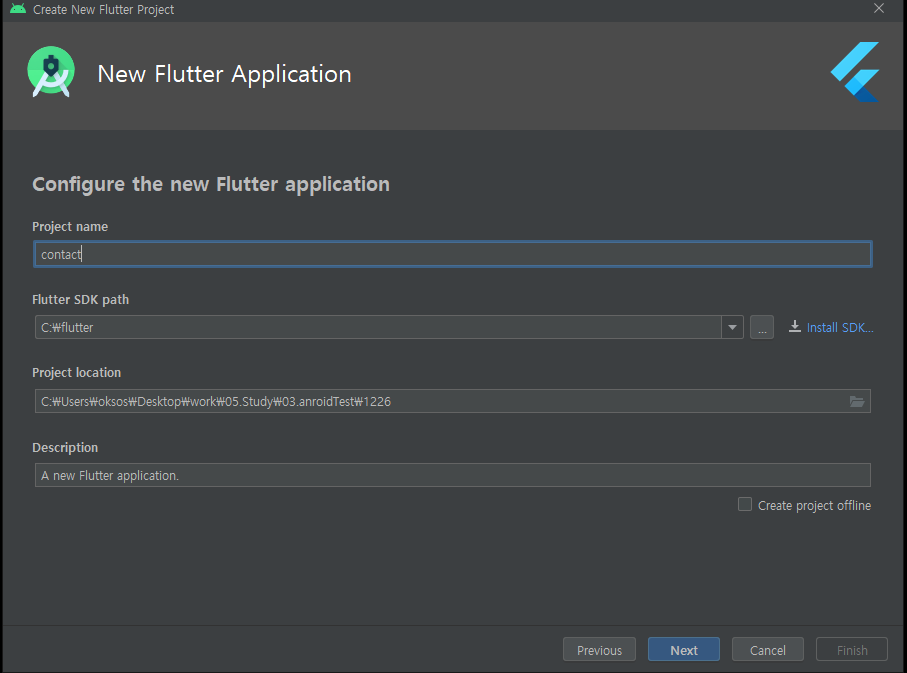 Create New Flutter Project
New Flutter Application
Configure the new Flutter application
Project name
contact
Flutter SDK path
C:₩flutter
...
Install SDK...
Project location
C:₩Users₩oksos₩Desktop₩work₩05.Study₩03.anroidTest₩1226
Description
A new Flutter application.
Create project offline
Previous
Next
Cancel
Finish